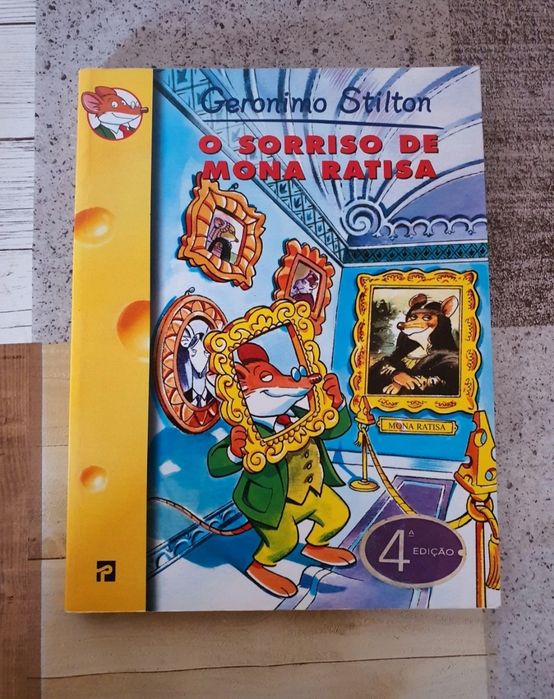 Geronimo Stilton
O SORRISO DE
MONA RATISA
MONA RATISA
4ª
EDIÇÃO